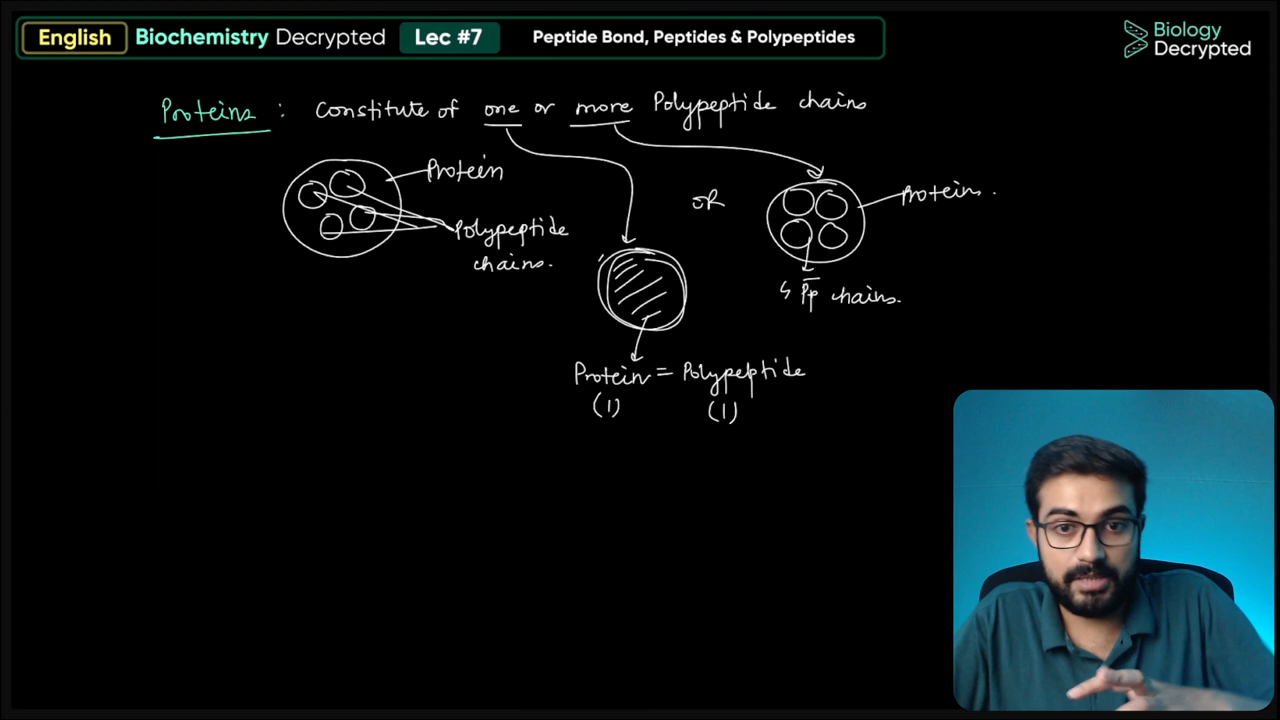 English Biochemistry Decrypted Lec #7 Peptide Bond, Peptides & Polypeptides
Biology
Decrypted
Proteins : Constitute of one or more Polypeptide chains
Protein
Polypeptide
chains.
OR
Proteins.
4 PP chains.
Protein = Polypeptide
(1) (1)